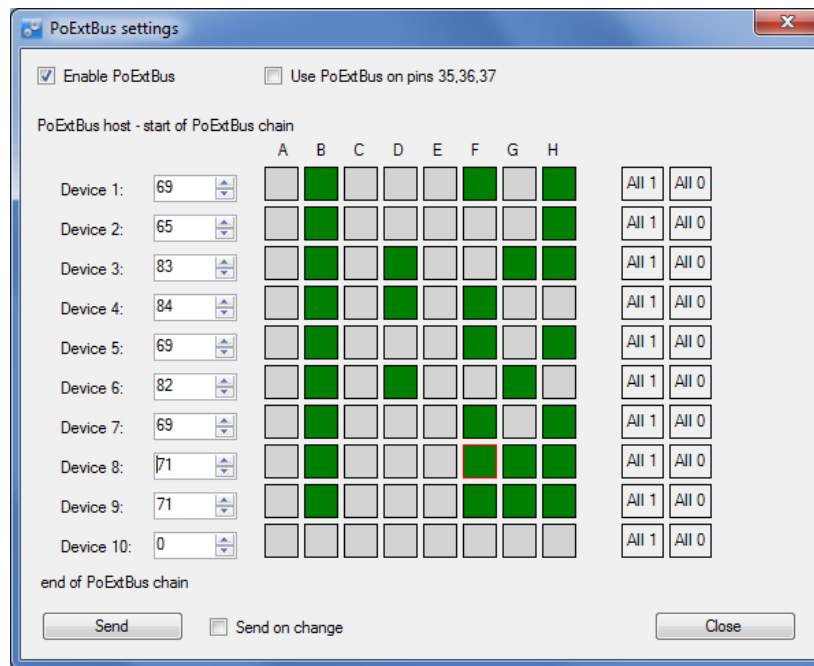 PoExtBus settings
Enable PoExtBus Use PoExtBus on pins 35,36,37
PoExtBus host - start of PoExtBus chain
A B C D E F G H
Device 1: 69 All 1 All 0
Device 2: 65 All 1 All 0
Device 3: 83 All 1 All 0
Device 4: 84 All 1 All 0
Device 5: 69 All 1 All 0
Device 6: 82 All 1 All 0
Device 7: 69 All 1 All 0
Device 8: 71 All 1 All 0
Device 9: 71 All 1 All 0
Device 10: 0 All 1 All 0
end of PoExtBus chain
Send Send on change Close